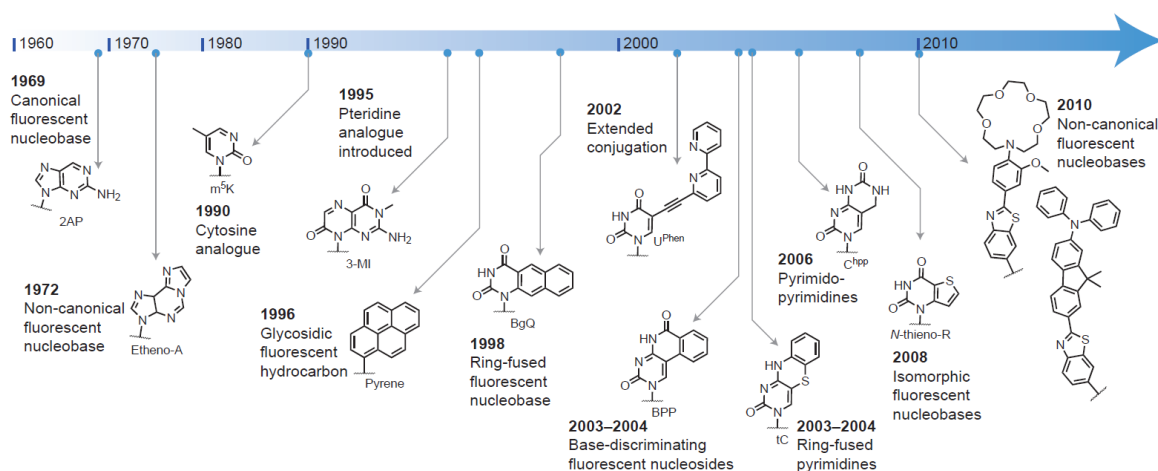 1960
1970
1980
1990
2000
2010
1969
Canonical
fluorescent
nucleobase
2AP
1972
Non-canonical
fluorescent
nucleobase
Etheno-A
m⁵K
1990
Cytosine
analogue
1995
Pteridine
analogue
introduced
3-MI
1996
Glycosidic
fluorescent
hydrocarbon
Pyrene
BgQ
1998
Ring-fused
fluorescent
nucleobase
2002
Extended
conjugation
Uᴾʰᵉⁿ
BPP
2003–2004
Base-discriminating
fluorescent nucleosides
tC
2003–2004
Ring-fused
pyrimidines
Cʰᵖᵖ
2006
Pyrimido-
pyrimidines
N-thieno-R
2008
Isomorphic
fluorescent
nucleobases
2010
Non-canonical
fluorescent
nucleobases